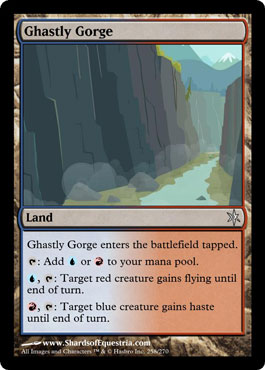 Ghastly Gorge
Land
Ghastly Gorge enters the battlefield tapped.
: Add or to your mana pool.
, : Target red creature gains flying until
end of turn.
, : Target blue creature gains haste
until end of turn.
www.ShardsofEquestria.com
All Images and Characters ™ & © Hasbro Inc. 256/270